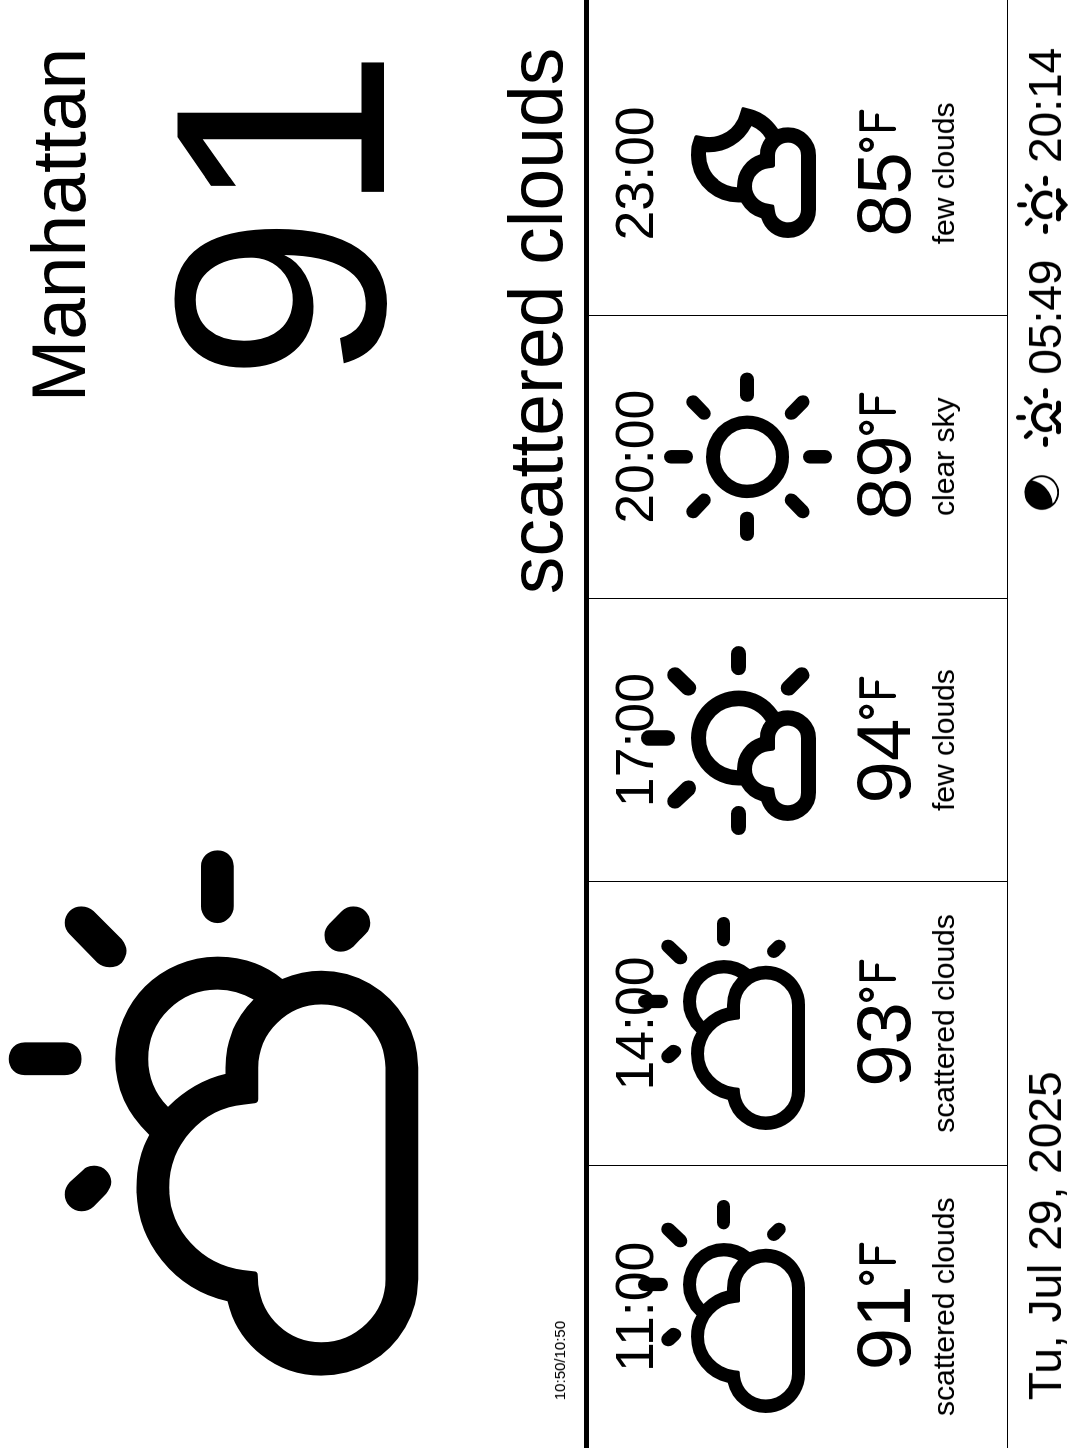 Manhattan
91
scattered clouds
10:50/10:50
11:00 14:00 17:00 20:00 23:00
91°F 93°F 94°F 89°F 85°F
scattered clouds scattered clouds few clouds clear sky few clouds
Tu, Jul 29, 2025 05:49 20:14